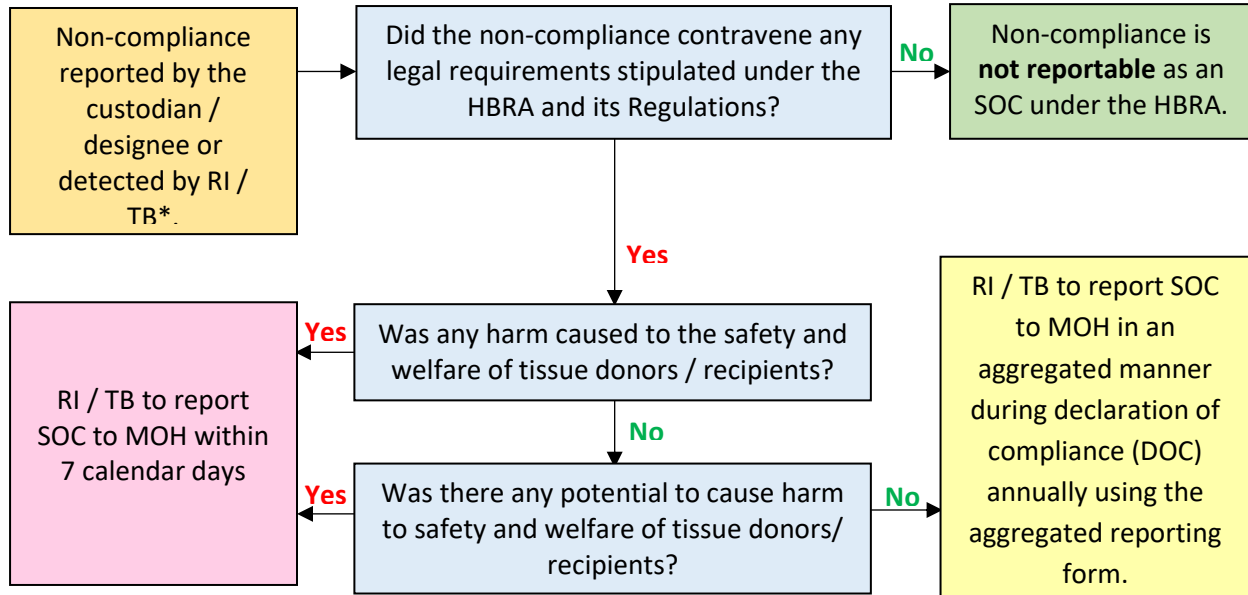 Non-compliance
reported by the
custodian /
designee or
detected by RI /
TB*.
Did the non-compliance contravene any
legal requirements stipulated under the
HBRA and its Regulations?
No
Non-compliance is
not reportable as an
SOC under the HBRA.
Yes
Was any harm caused to the safety and
welfare of tissue donors / recipients?
Yes
RI / TB to report
SOC to MOH within
7 calendar days
No
Was there any potential to cause harm
to safety and welfare of tissue donors/
recipients?
Yes
No
RI / TB to report SOC
to MOH in an
aggregated manner
during declaration of
compliance (DOC)
annually using the
aggregated reporting
form.